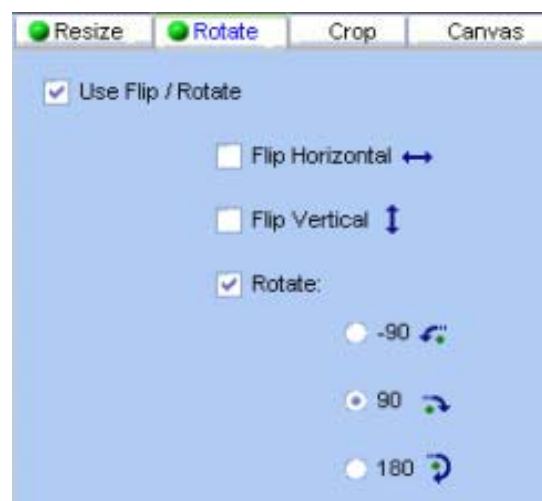 Resize Rotate Crop Canvas
Use Flip / Rotate
Flip Horizontal
Flip Vertical
Rotate:
-90
90
180